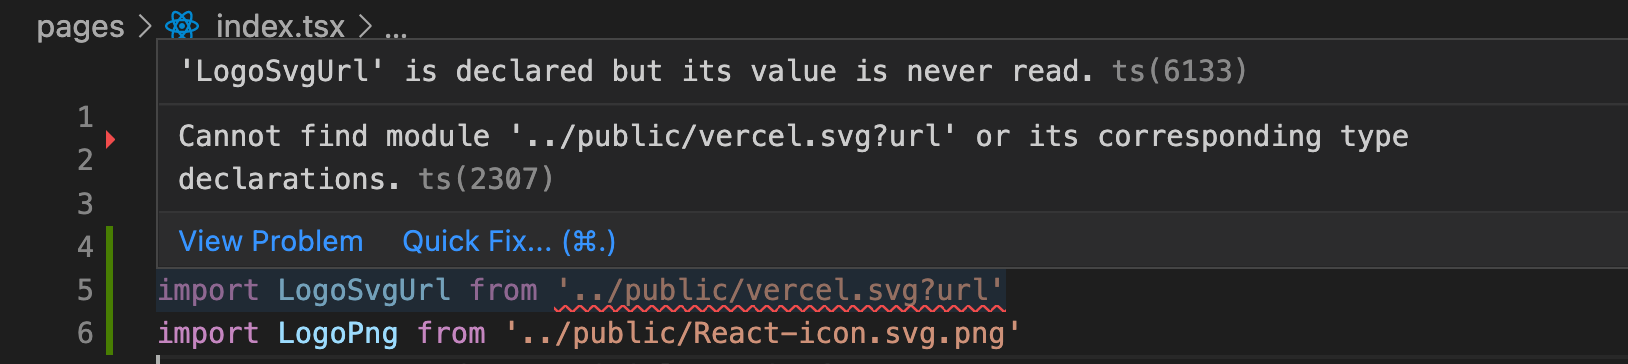 pages > index.tsx > ...
'LogoSvgUrl' is declared but its value is never read. ts(6133)
1
Cannot find module '../public/vercel.svg?url' or its corresponding type
2
declarations. ts(2307)
3
4 View Problem Quick Fix... (⌘.)
5 import LogoSvgUrl from '../public/vercel.svg?url'
6 import LogoPng from '../public/React-icon.svg.png'